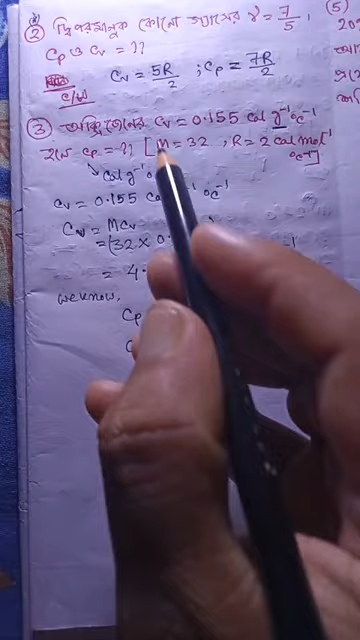 ② দ্বিপরমাণুক কোনো গ্যাসের γ = 7/5 ,
Cp ও Cv = ??
Cv = 5R/2 ; Cp = 7R/2
C/W
③ অক্সিজেনের Cv = 0.155 Cal g⁻¹ °C⁻¹
হলে Cp = ?? [M = 32 , R = 2 Cal mol⁻¹
°C⁻¹]
Cal g⁻¹
Cv = 0.155 °C⁻¹
Cv = MCv
= (32 × 0.
= 4.
we know,
Cp
(5)